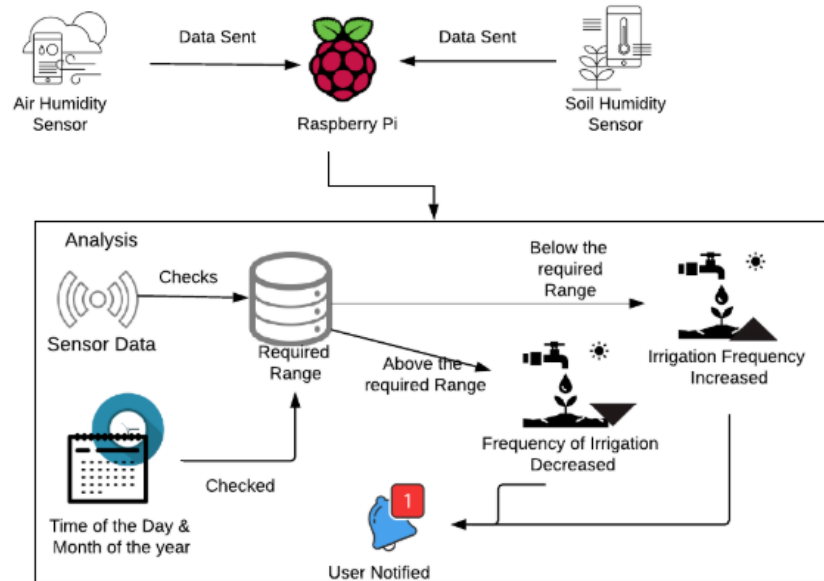 Data Sent
Data Sent
Air Humidity
Sensor
Raspberry Pi
Soil Humidity
Sensor
Analysis
Checks
Sensor Data
Required
Range
Below the
required
Range
Above the
required Range
Irrigation Frequency
Increased
Frequency of Irrigation
Decreased
Checked
Time of the Day &
Month of the year
1
User Notified